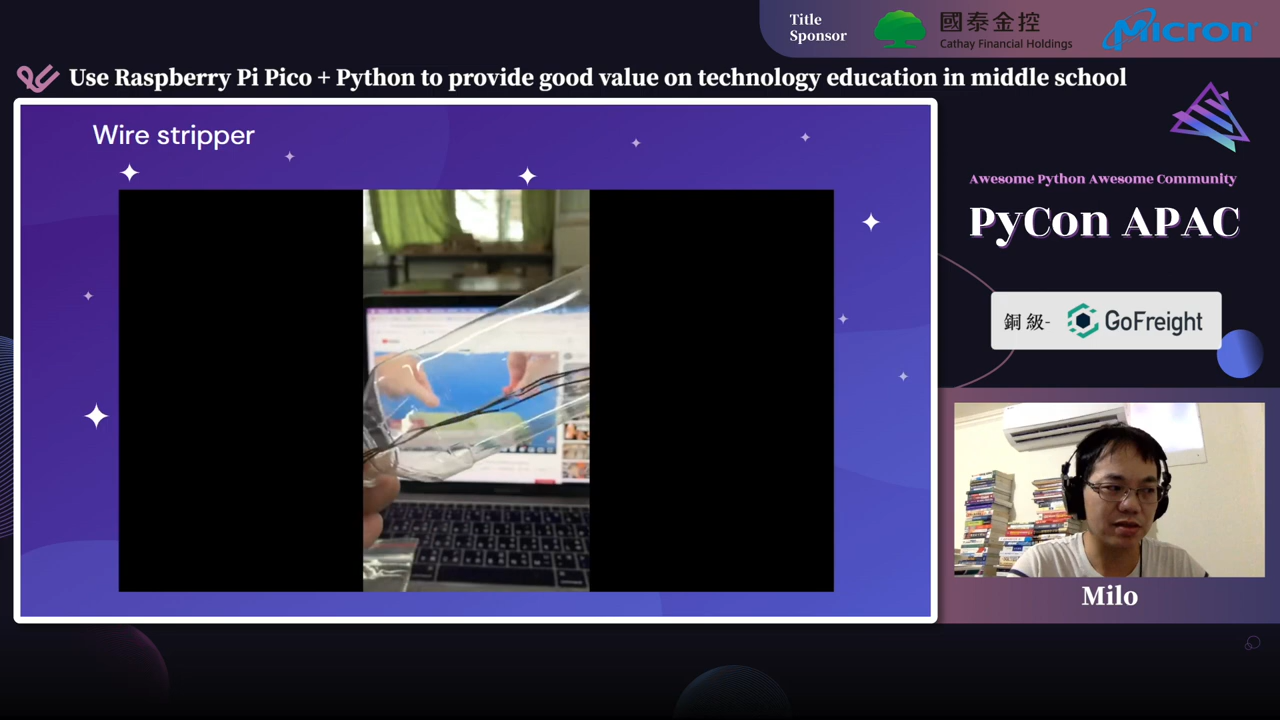 Title
Sponsor
國泰金控
Cathay Financial Holdings
Micron
Use Raspberry Pi Pico + Python to provide good value on technology education in middle school
Wire stripper
Awesome Python Awesome Community
PyCon APAC
銅級-
GoFreight
Milo